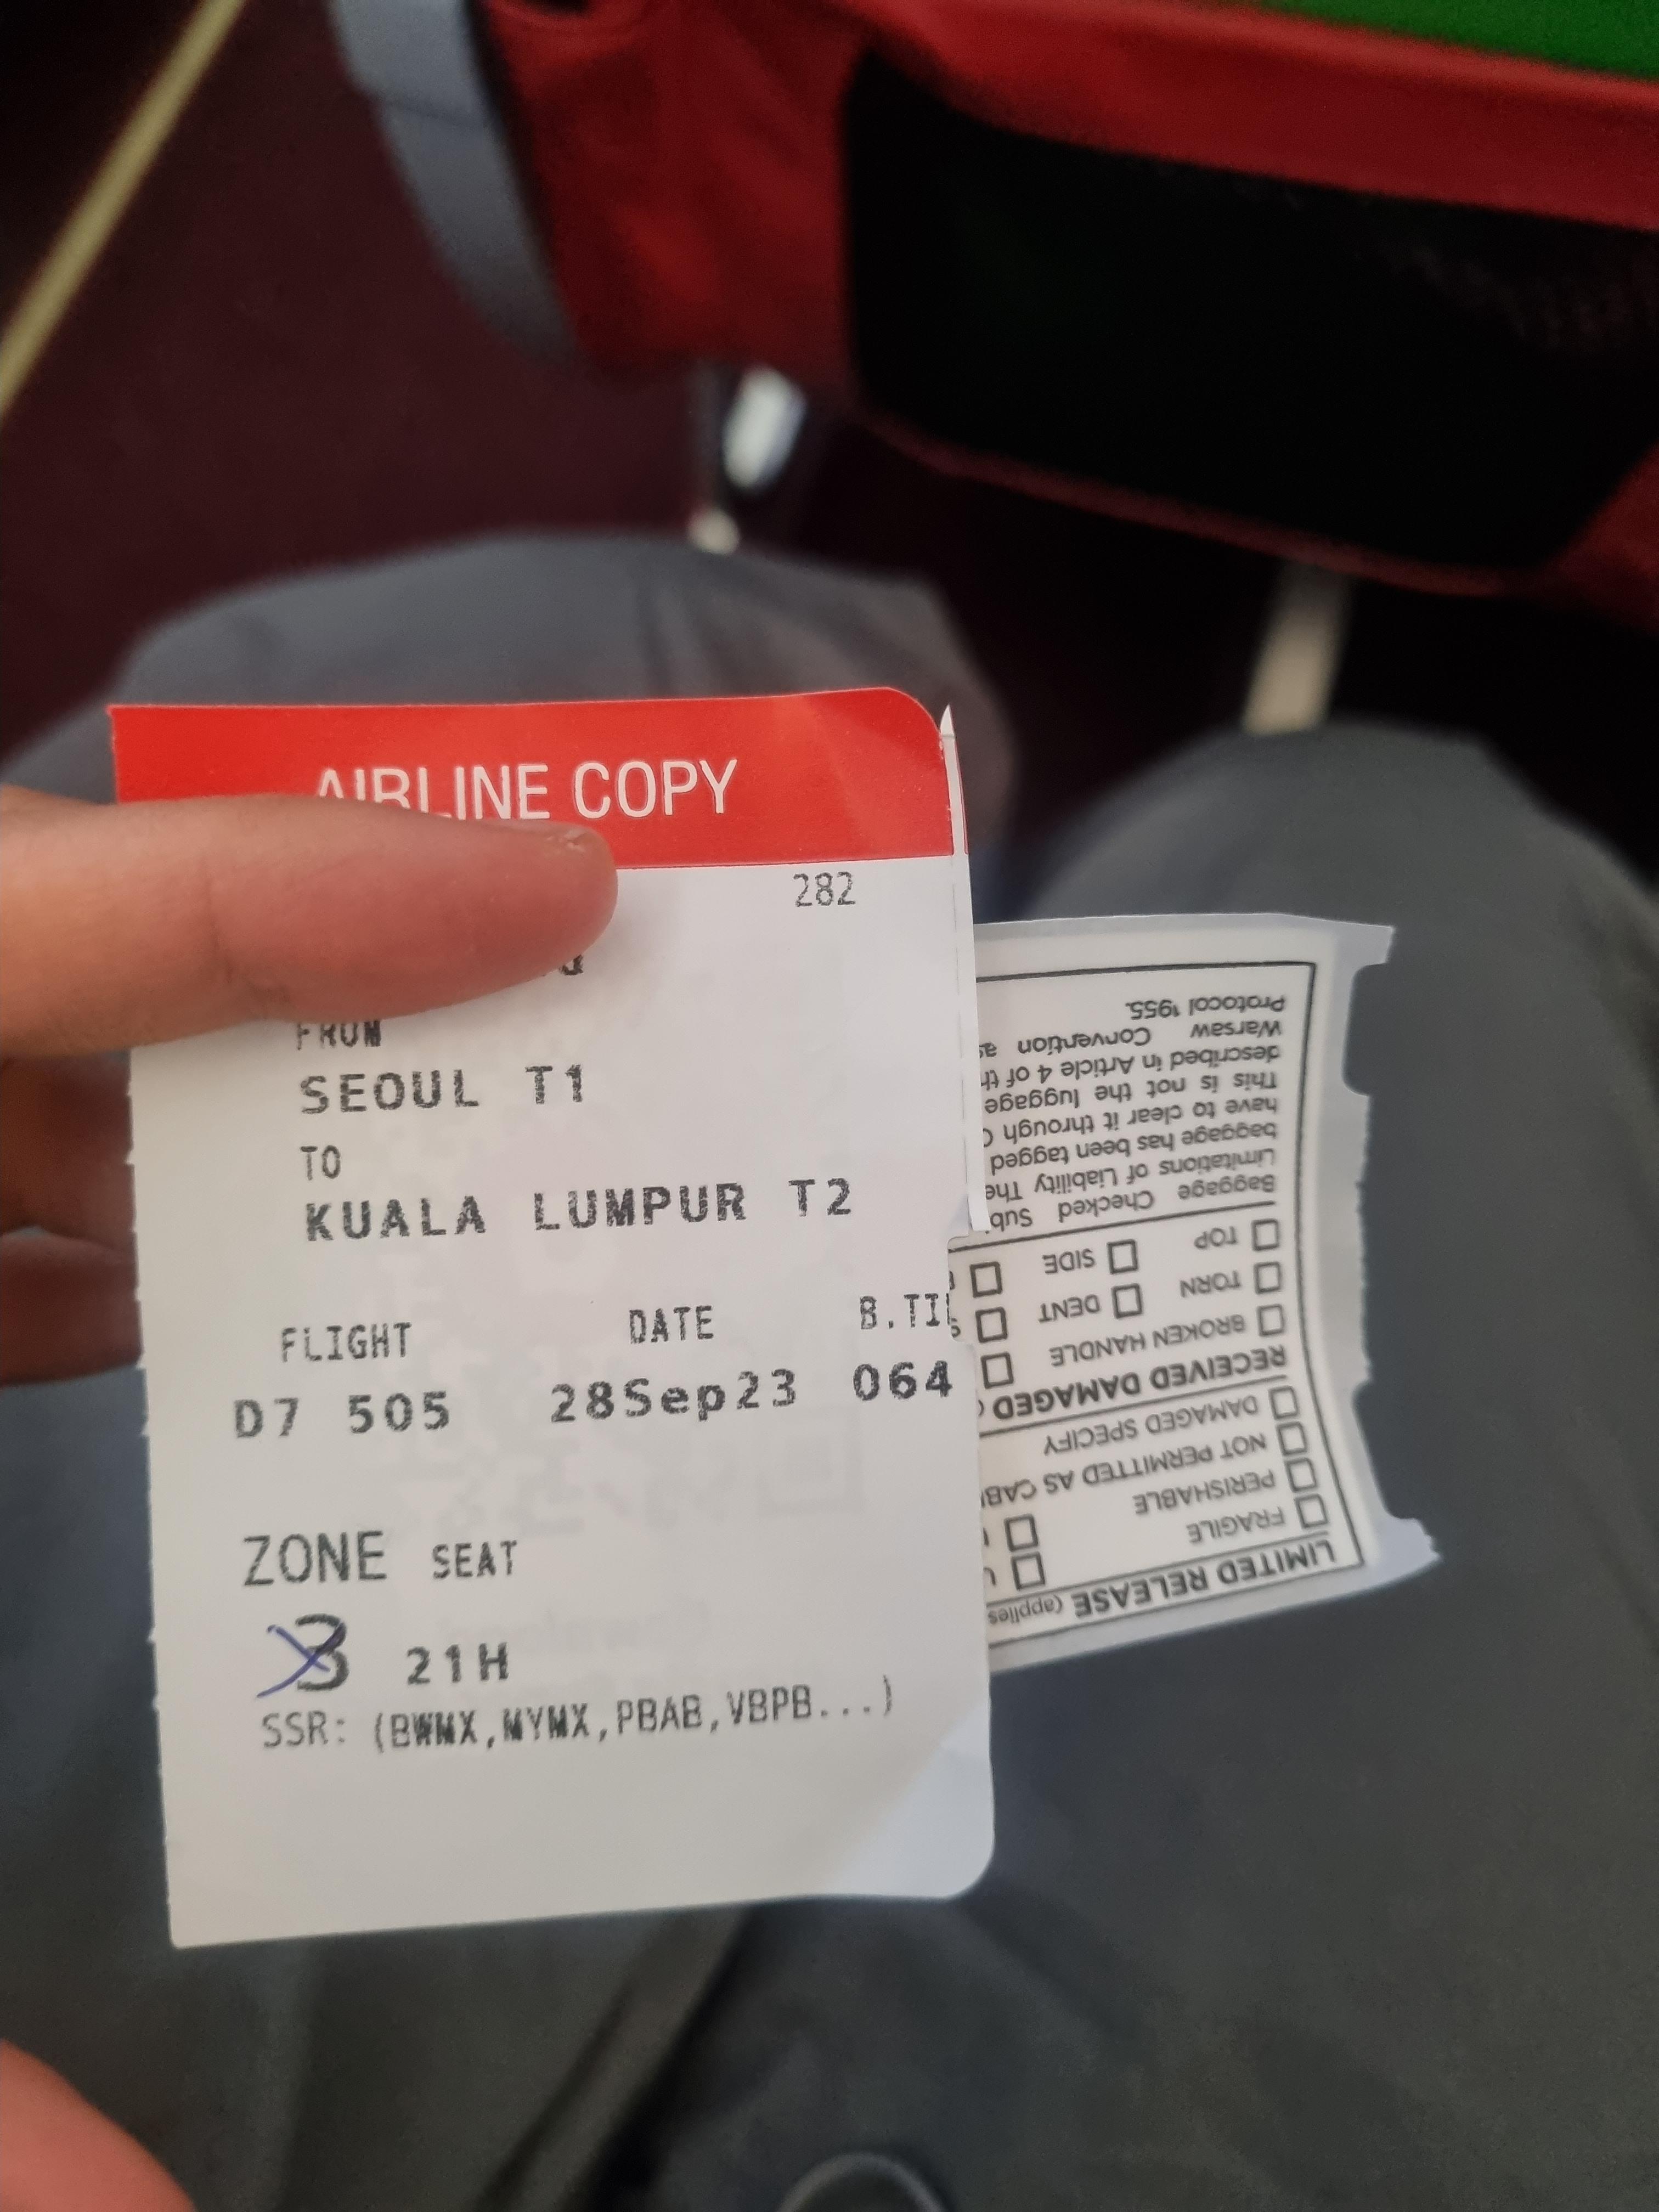 AIRLINE COPY
282
FROM
SEOUL T1
TO
KUALA LUMPUR T2
FLIGHT DATE
D7 505 28Sep23 064
ZONE SEAT
3 21H
SSR: (BWMX,MYMX,PBAB,VBPB...)
LIMITED RELEASE (applies
FRAGILE
PERISHABLE
NOT PERMITTED AS
DAMAGED SPECIFY
RECEIVED DAMAGED
BROKEN HANDLE
TORN DENT
TOP SIDE
Baggage Checked
Limitations of Liability The
baggage has been tagged
have to clear it through
This is not the luggage
described in Article 4 of
Warsaw Convention
Protocol 1955.